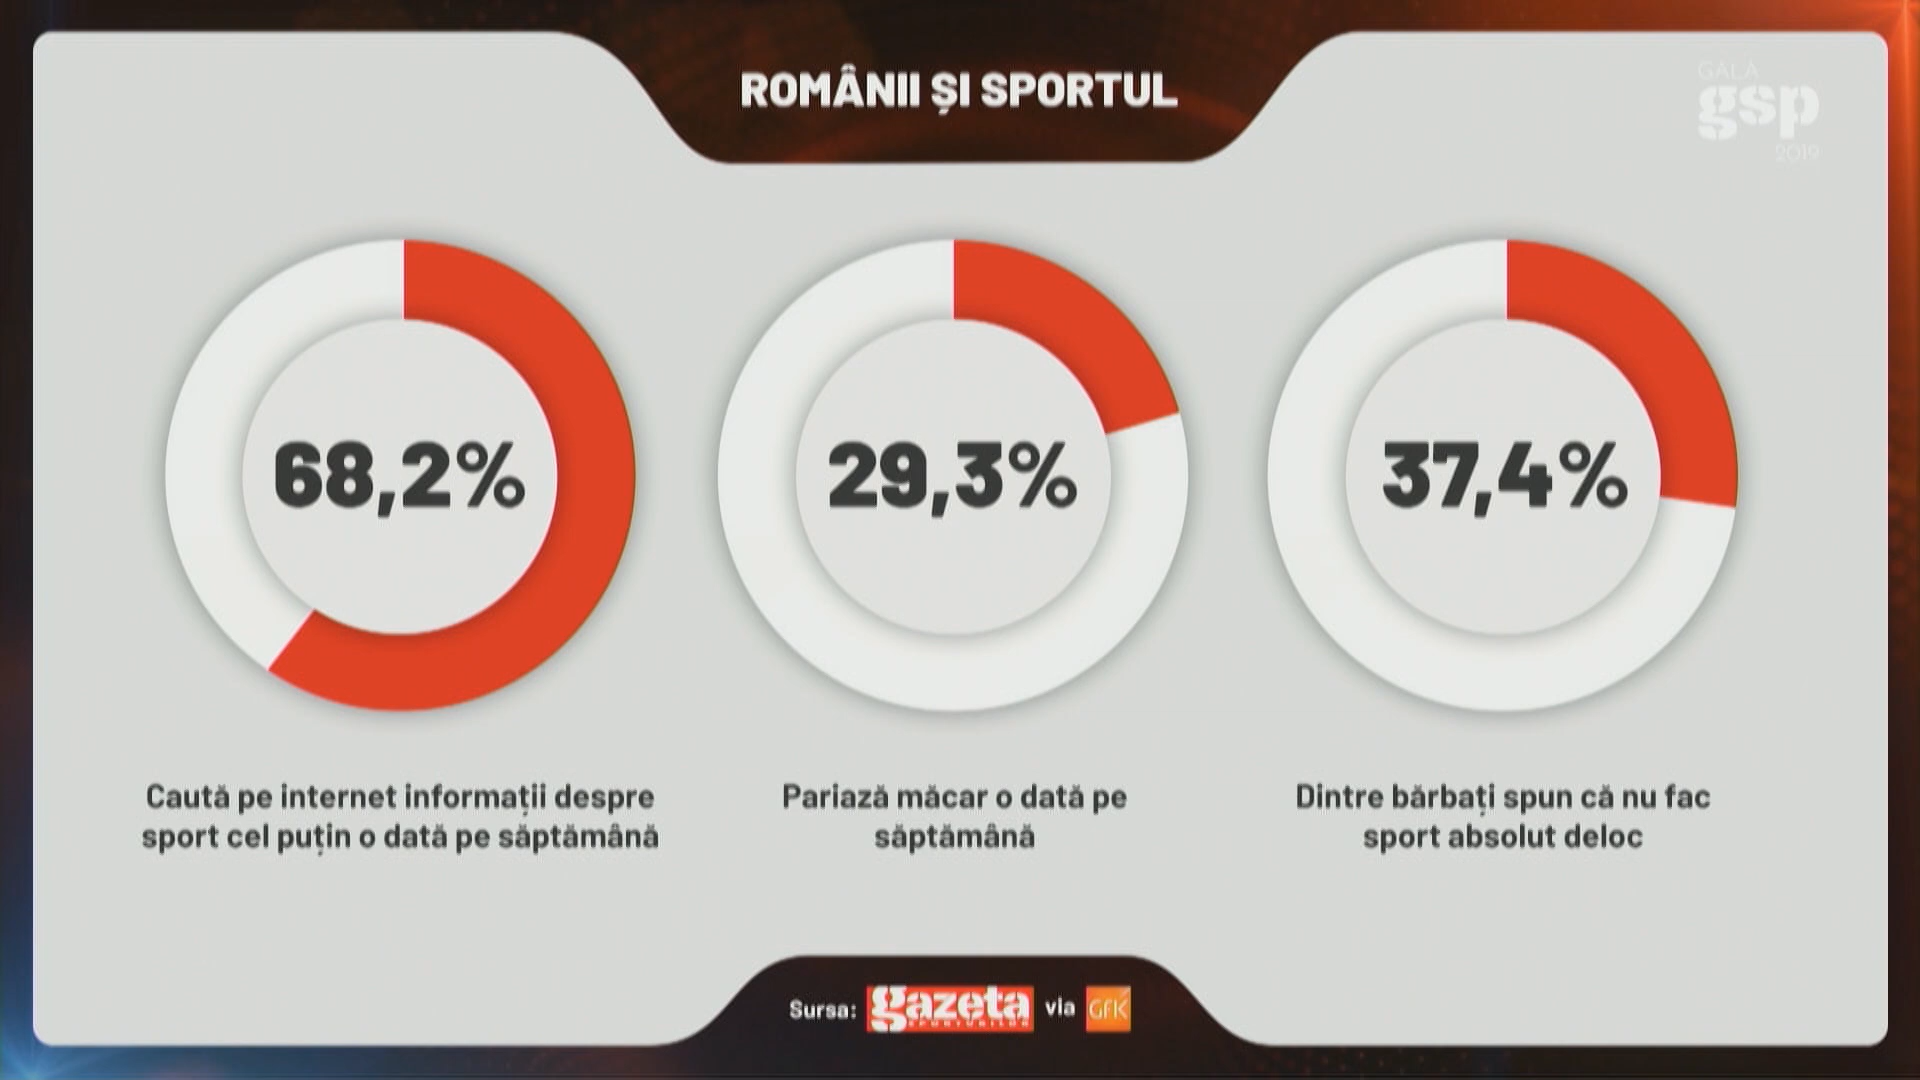 ROMÂNII ȘI SPORTUL
GALA
gsp
2019
68,2%
29,3%
37,4%
Caută pe internet informații despre
sport cel puțin o dată pe săptămână
Pariază măcar o dată pe
săptămână
Dintre bărbați spun că nu fac
sport absolut deloc
Sursa: gazeta SPORTURILOR via GfK